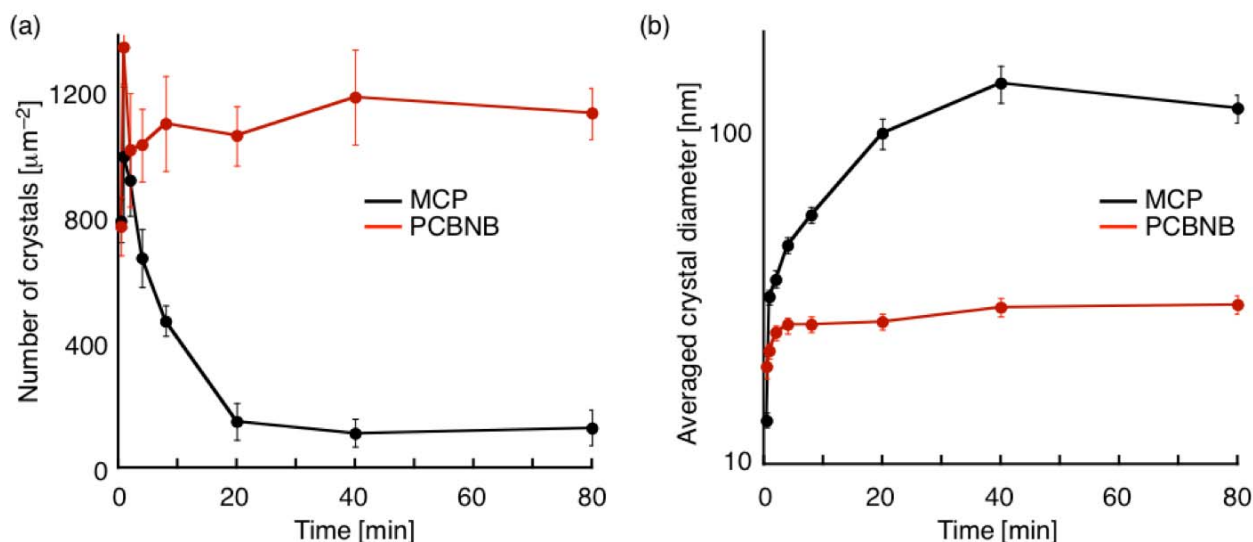 (a)
Number of crystals [μm⁻²]
1200
800
400
0
0 20 40 60 80
Time [min]
MCP
PCBNB
(b)
Averaged crystal diameter [nm]
100
10
0 20 40 60 80
Time [min]
MCP
PCBNB